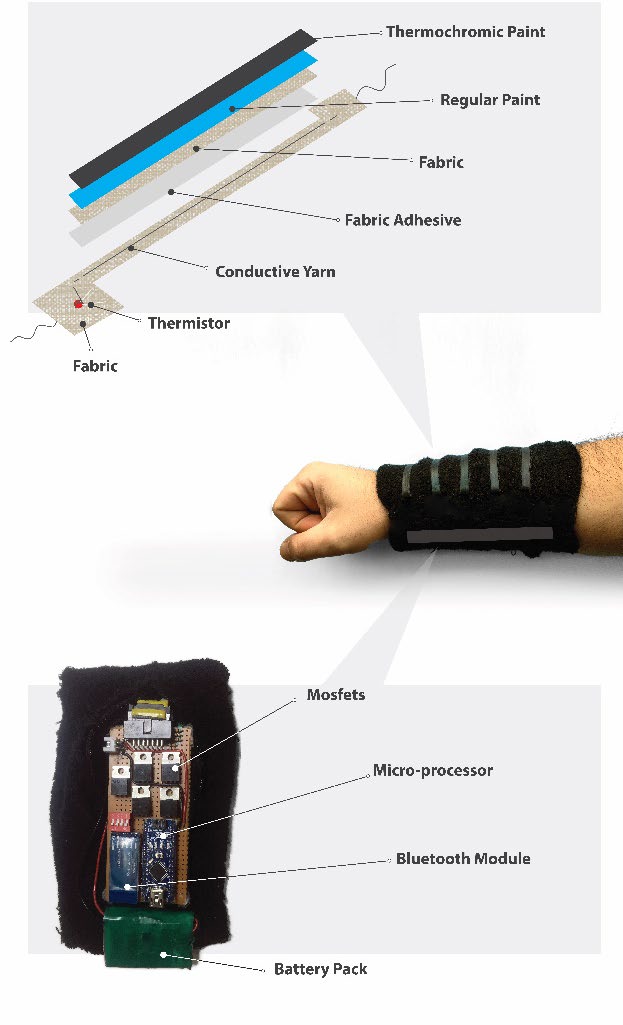 Thermochromic Paint
Regular Paint
Fabric
Fabric Adhesive
Conductive Yarn
Thermistor
Fabric
Mosfets
Micro-processor
Bluetooth Module
Battery Pack